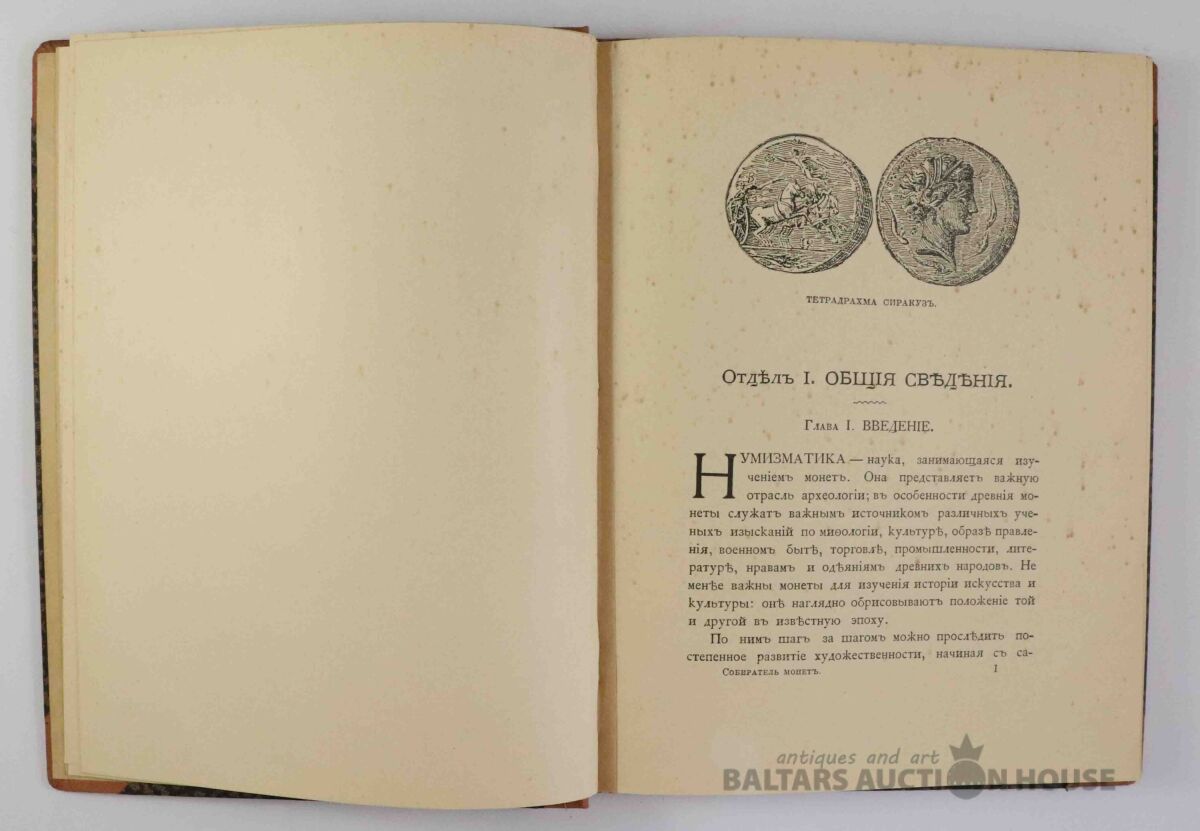 ТЕТРАДРАХМА СИРАКУЗЪ.
Отдѣлъ I. ОБЩІЯ СВѢДѢНІЯ.
Глава I. ВВЕДЕНІЕ.
НУМИЗМАТИКА — наука, занимающаяся изу-
ченіемъ монетъ. Она представляетъ важную
отрасль археологіи; въ особенности древнія мо-
неты служатъ важнымъ источникомъ различныхъ уче-
ныхъ изысканій по миѳологіи, культурѣ, образѣ правле-
нія, военномъ бытѣ, торговлѣ, промышленности, лите-
ратурѣ, нравамъ и одѣяніямъ древнихъ народовъ. Не
менѣе важны монеты для изученія исторіи искусства и
культуры: онѣ наглядно обрисовываютъ положеніе той
и другой въ извѣстную эпоху.
По нимъ шагъ за шагомъ можно прослѣдить по-
степенное развитіе художественности, начиная съ са-
Собиратель монетъ. 1
antiques and art
BALTARS AUCTION HOUSE